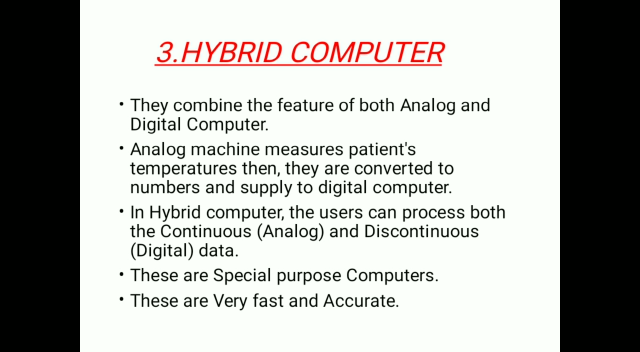 3.HYBRID COMPUTER
• They combine the feature of both Analog and
Digital Computer.
• Analog machine measures patient's
temperatures then, they are converted to
numbers and supply to digital computer.
• In Hybrid computer, the users can process both
the Continuous (Analog) and Discontinuous
(Digital) data.
• These are Special purpose Computers.
• These are Very fast and Accurate.